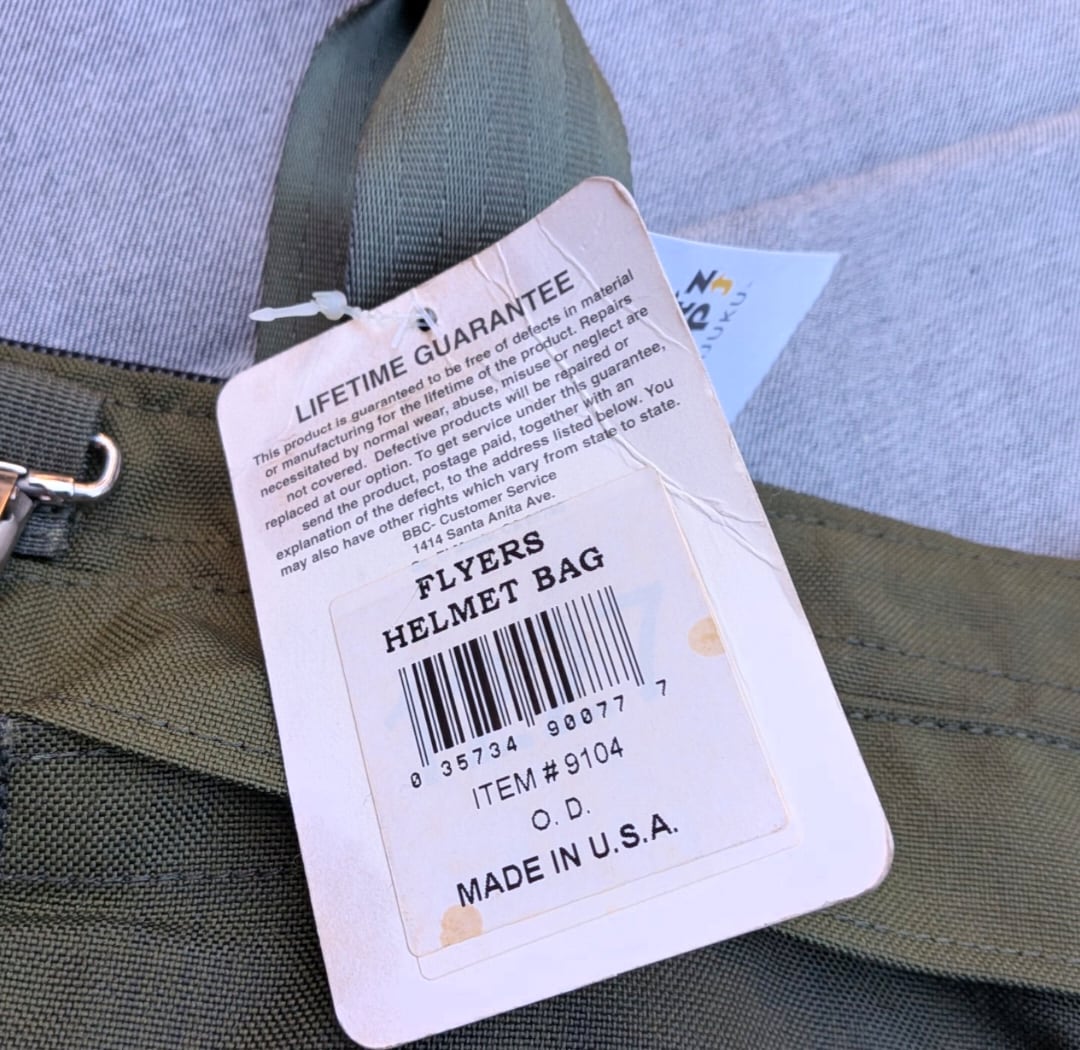 LIFETIME GUARANTEE
This product is guaranteed to be free of defects in material
or manufacturing for the lifetime of the product. Repairs
necessitated by normal wear, abuse, misuse or neglect are
not covered. Defective products will be repaired or
replaced at our option. To get service under this guarantee,
send the product, postage paid, together with an
explanation of the defect, to the address listed below. You
may also have other rights which vary from state to state.
BBC- Customer Service
1414 Santa Anita Ave.
FLYERS
HELMET BAG
0 35734 90077 7
ITEM # 9104
O. D.
MADE IN U.S.A.